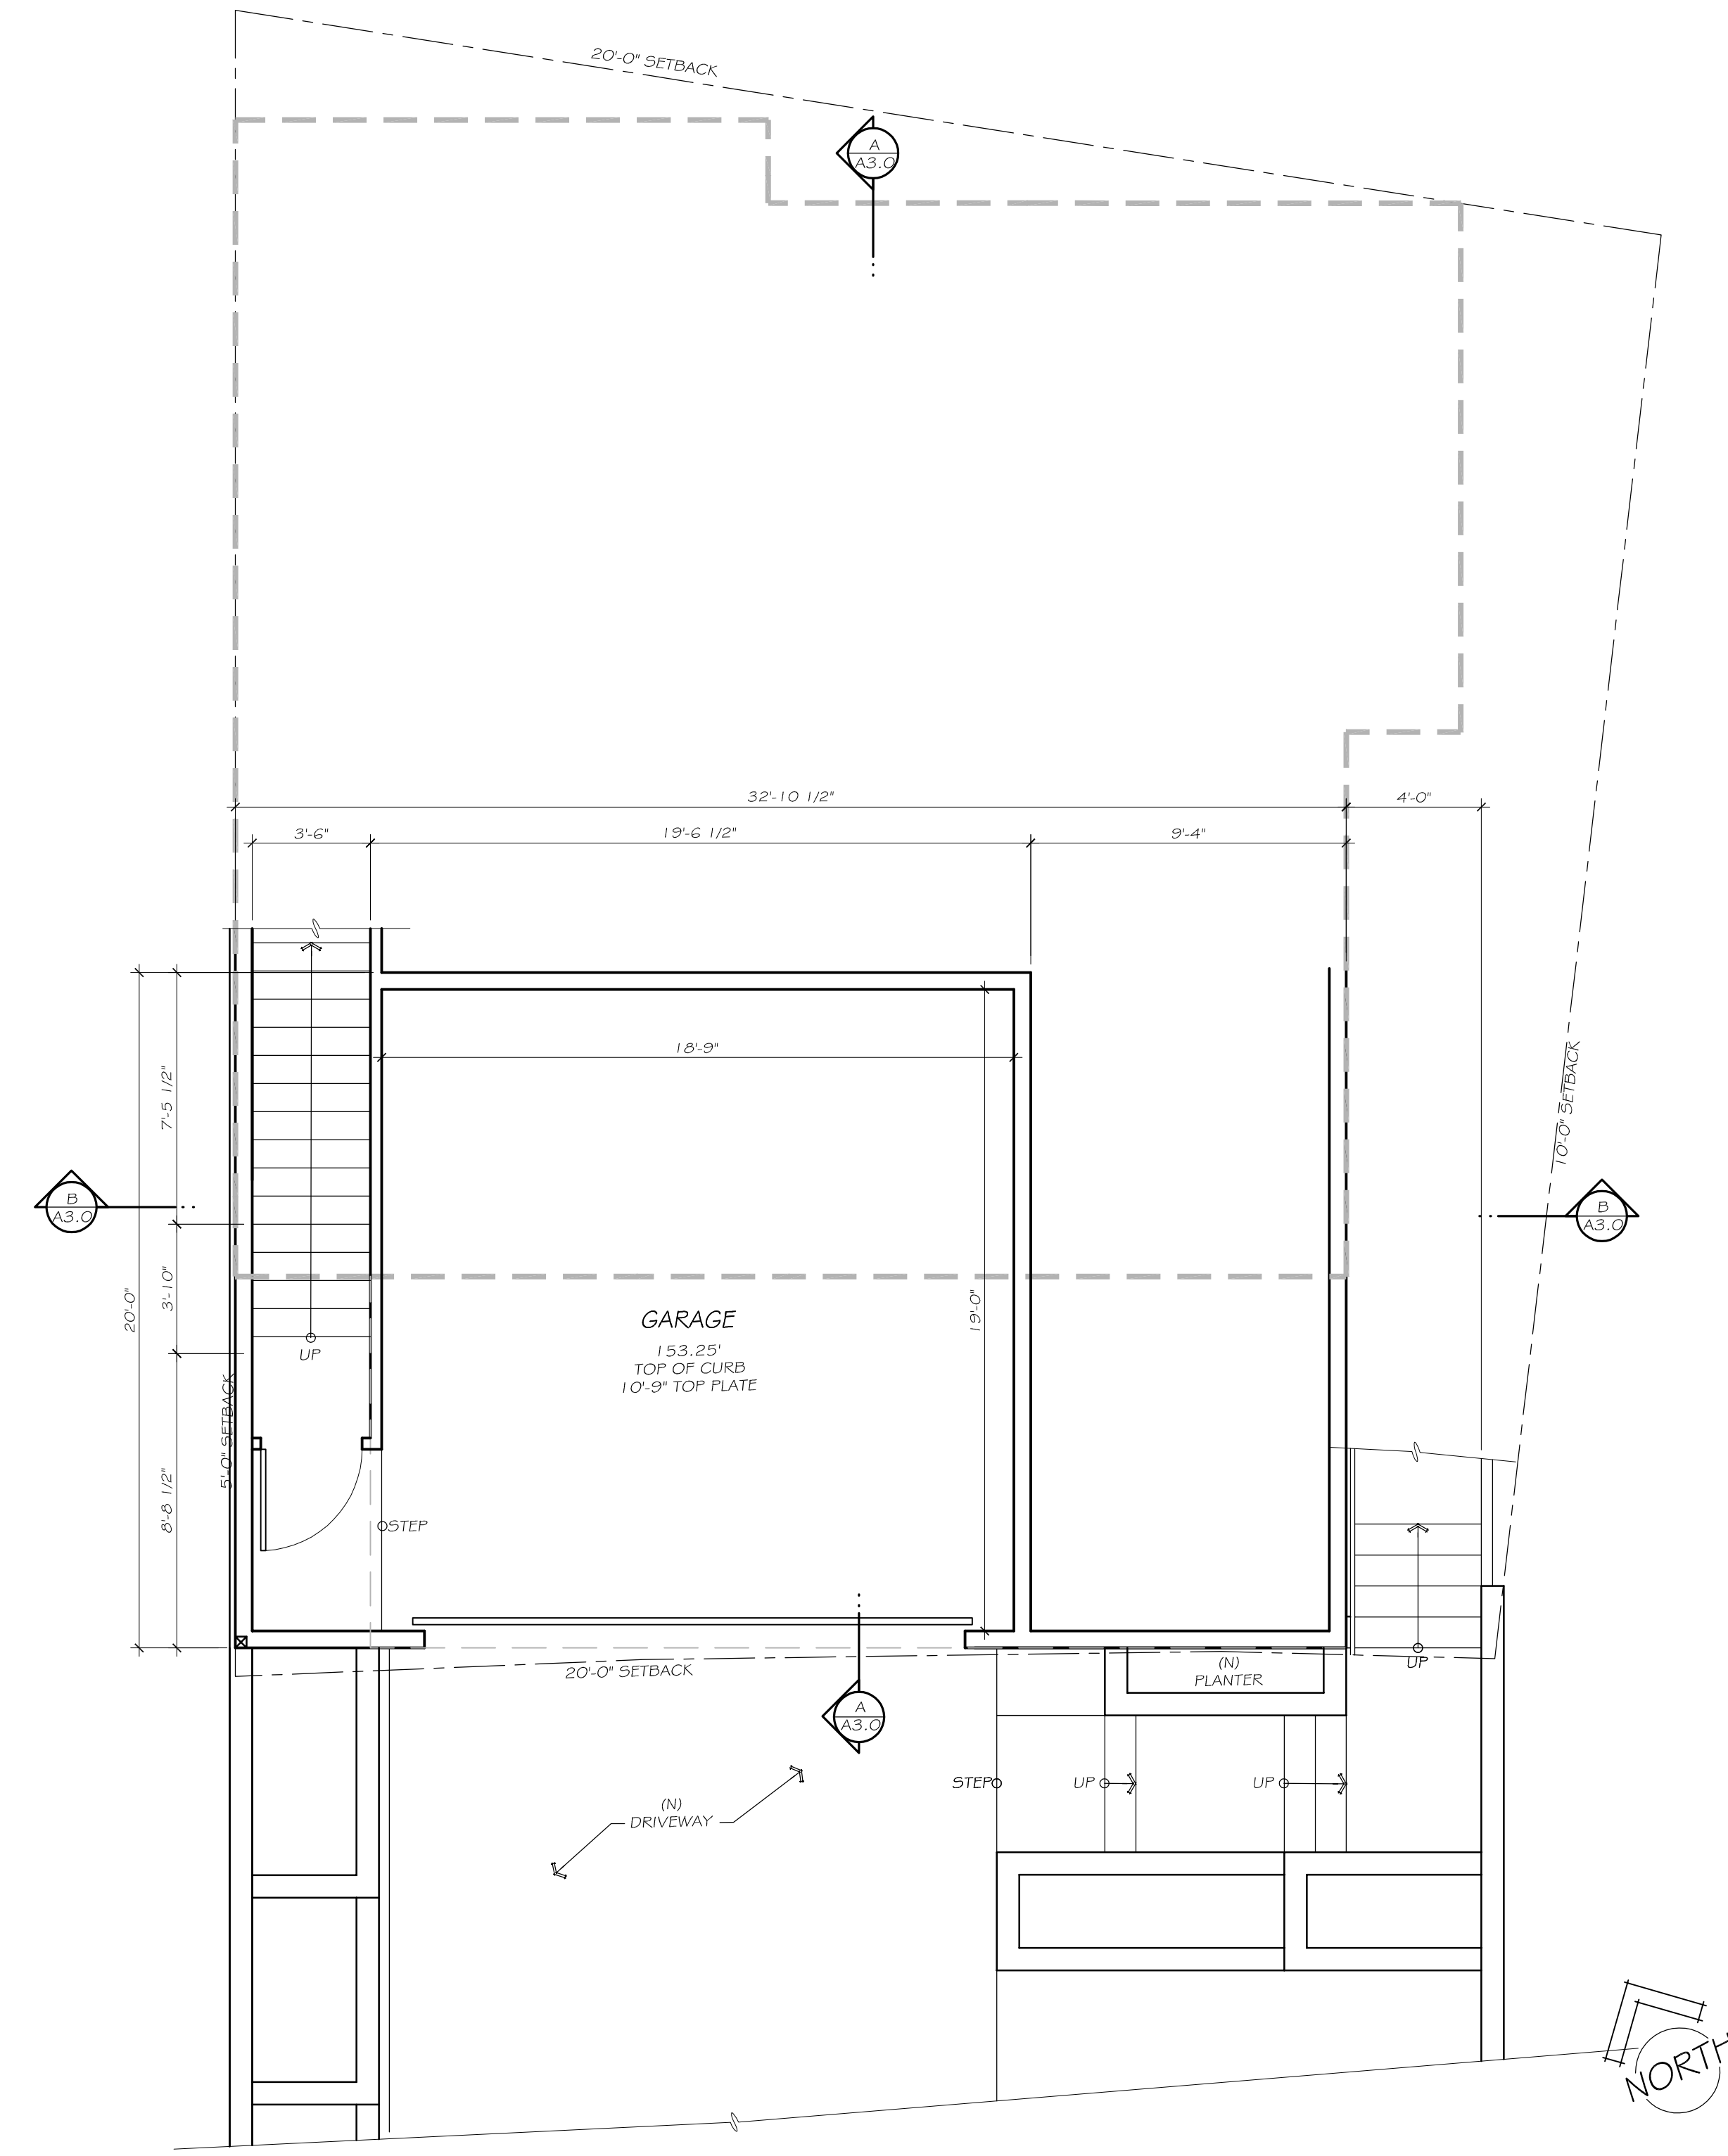 20'-0" SETBACK
A
A3.0
32'-10 1/2"
4'-0"
3'-6"
19'-6 1/2"
9'-4"
18'-9"
7'-5 1/2"
10'-0" SETBACK
B
A3.0
B
A3.0
3'-10"
20'-0"
19'-0"
GARAGE
153.25'
TOP OF CURB
10'-9" TOP PLATE
UP
5'-0" SETBACK
8'-8 1/2"
STEP
20'-0" SETBACK
(N)
PLANTER
UP
A
A3.0
STEP
UP
UP
(N)
DRIVEWAY
NORTH